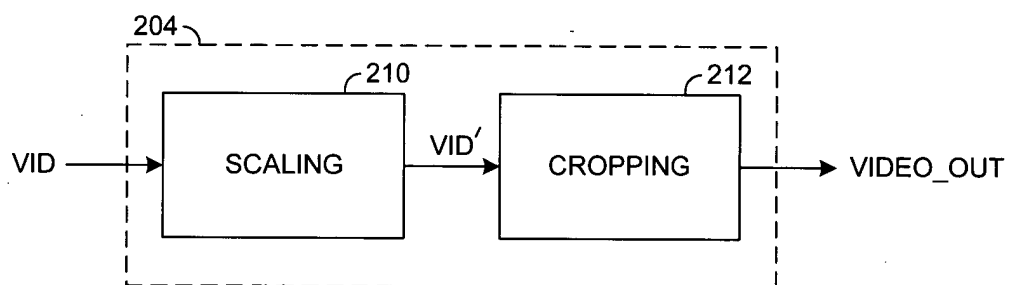 204
210
212
VID
SCALING
VID′
CROPPING
VIDEO_OUT